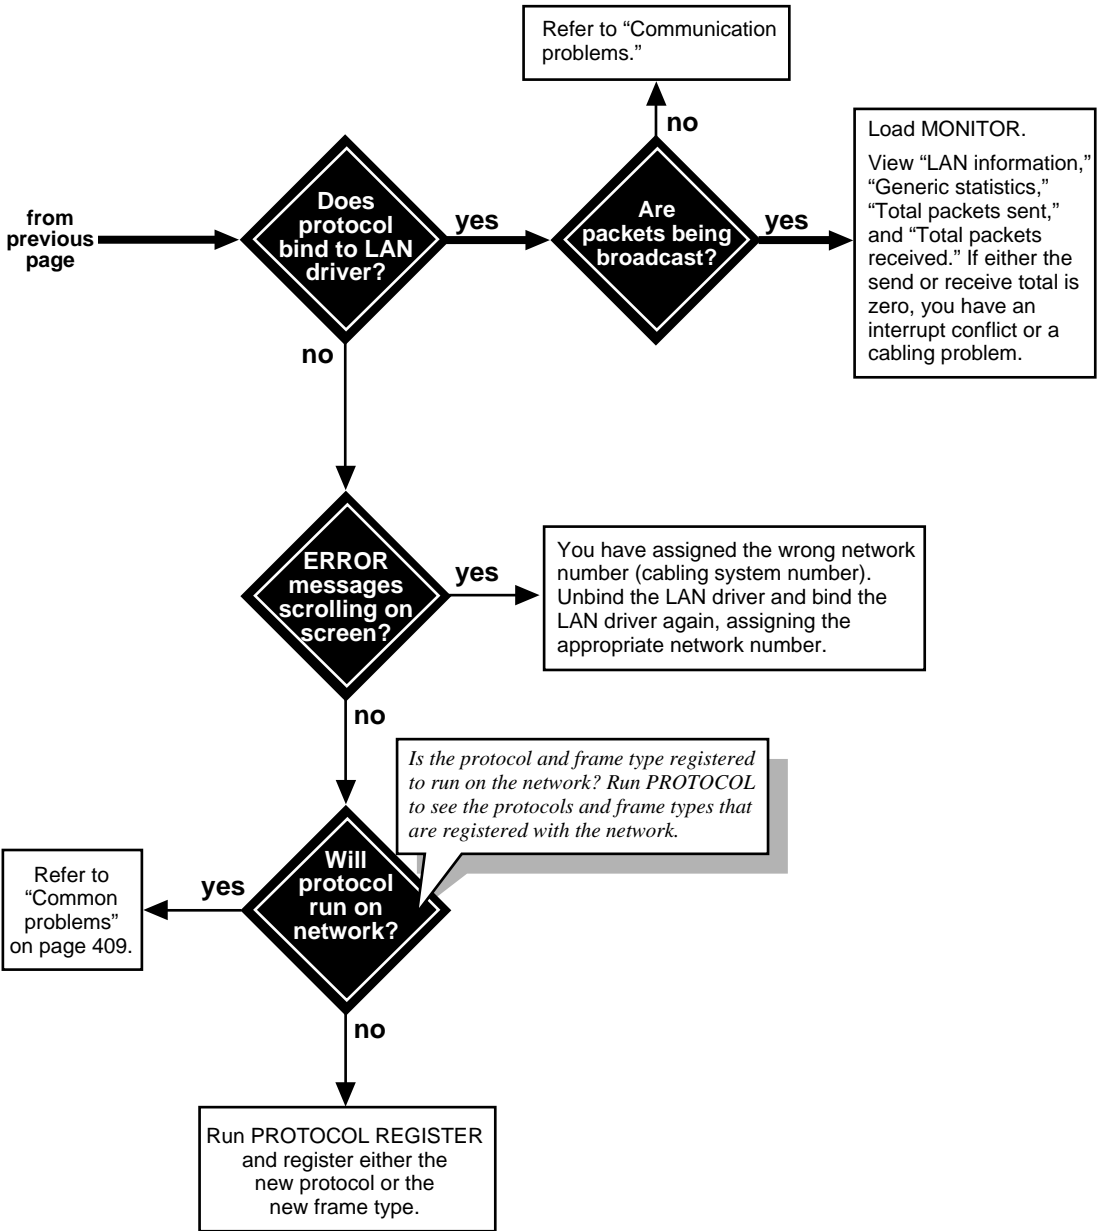 Refer to “Communication
problems.”
no
Load MONITOR.
View “LAN information,”
“Generic statistics,”
“Total packets sent,”
and “Total packets
received.” If either the
send or receive total is
zero, you have an
interrupt conflict or a
cabling problem.
from
previous
page
Does
protocol
bind to LAN
driver?
yes
Are
packets being
broadcast?
yes
no
ERROR
messages
scrolling on
screen?
yes
You have assigned the wrong network
number (cabling system number).
Unbind the LAN driver and bind the
LAN driver again, assigning the
appropriate network number.
no
Is the protocol and frame type registered
to run on the network? Run PROTOCOL
to see the protocols and frame types that
are registered with the network.
Will
protocol
run on
network?
yes
Refer to
“Common
problems”
on page 409.
no
Run PROTOCOL REGISTER
and register either the
new protocol or the
new frame type.